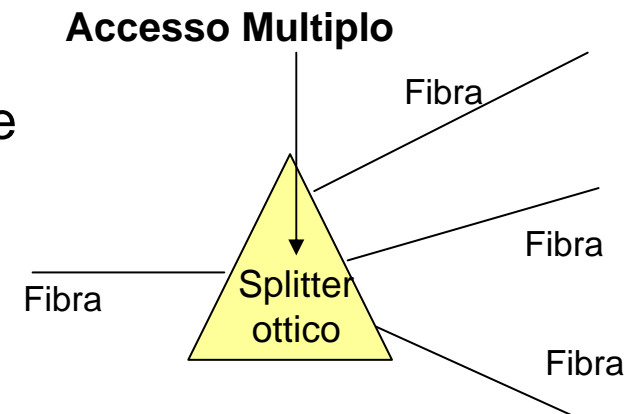 Accesso Multiplo
Fibra
e
Fibra
Splitter
ottico
Fibra
Fibra